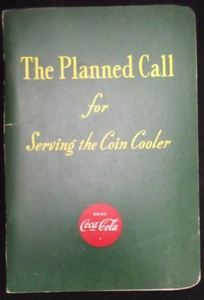 The Planned Call
for
Serving the Coin Cooler
DRINK
Coca-Cola